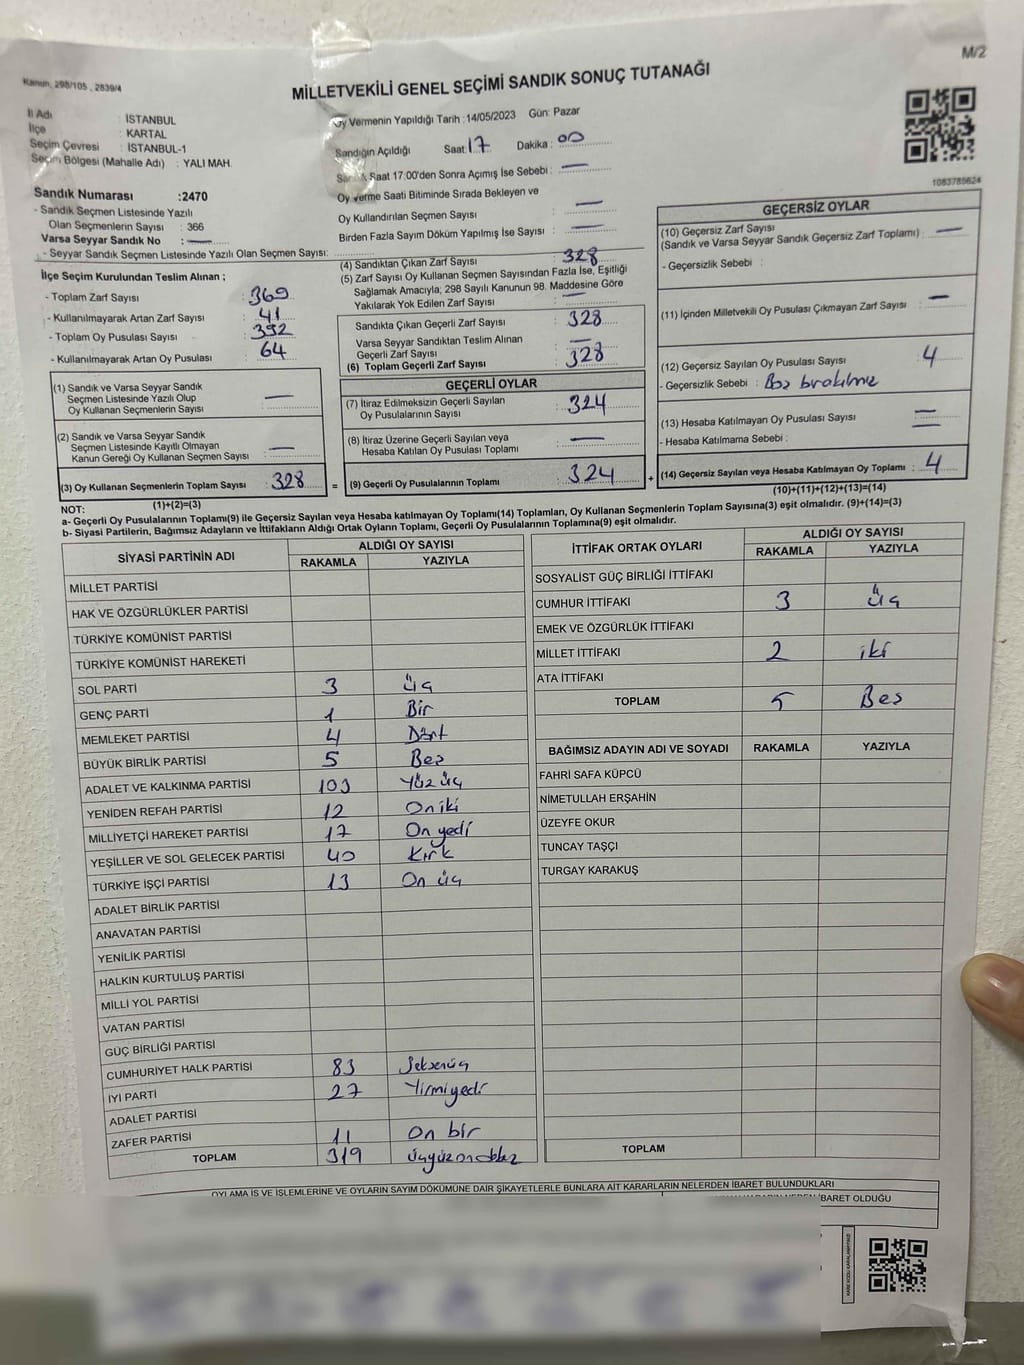 M/2
Kanun, 298/105 , 2839/4
MİLLETVEKİLİ GENEL SEÇİMİ SANDIK SONUÇ TUTANAĞI
İl Adı : İSTANBUL
İlçe : KARTAL
Seçim Çevresi : İSTANBUL-1
Seçim Bölgesi (Mahalle Adı) : YALI MAH.
Sandık Numarası :2470
- Sandık Seçmen Listesinde Yazılı
Olan Seçmenlerin Sayısı : 366
Varsa Seyyar Sandık No : —
- Seyyar Sandık Seçmen Listesinde Yazılı Olan Seçmen Sayısı:
İlçe Seçim Kurulundan Teslim Alınan ;
- Toplam Zarf Sayısı : 369
- Kullanılmayarak Artan Zarf Sayısı : 41
- Toplam Oy Pusulası Sayısı : 392
- Kullanılmayarak Artan Oy Pusulası : 64
Oy Vermenin Yapıldığı Tarih :14/05/2023 Gün: Pazar
Sandığın Açıldığı Saat: 17 Dakika: 00
Saat 17:00'den Sonra Açımış İse Sebebi : —
Oy Verme Saati Bitiminde Sırada Bekleyen ve
Oy Kullandırılan Seçmen Sayısı : —
Birden Fazla Sayım Döküm Yapılmış İse Sayısı : —
(4) Sandıktan Çıkan Zarf Sayısı : 328
(5) Zarf Sayısı Oy Kullanan Seçmen Sayısından Fazla İse, Eşitliği
Sağlamak Amacıyla; 298 Sayılı Kanunun 98. Maddesine Göre
Yakılarak Yok Edilen Zarf Sayısı : —
Sandıkta Çıkan Geçerli Zarf Sayısı : 328
Varsa Seyyar Sandıktan Teslim Alınan
Geçerli Zarf Sayısı : —
(6) Toplam Geçerli Zarf Sayısı : 328
1083785624
GEÇERSİZ OYLAR
(10) Geçersiz Zarf Sayısı
(Sandık ve Varsa Seyyar Sandık Geçersiz Zarf Toplamı) : —
- Geçersizlik Sebebi :
(11) İçinden Milletvekili Oy Pusulası Çıkmayan Zarf Sayısı : —
(12) Geçersiz Sayılan Oy Pusulası Sayısı : 4
- Geçersizlik Sebebi : Boş bırakılmış
(13) Hesaba Katılmayan Oy Pusulası Sayısı : —
- Hesaba Katılmama Sebebi : —
(14) Geçersiz Sayılan veya Hesaba Katılmayan Oy Toplamı : 4
(1) Sandık ve Varsa Seyyar Sandık
Seçmen Listesinde Yazılı Olup
Oy Kullanan Seçmenlerin Sayısı : —
(2) Sandık ve Varsa Seyyar Sandık
Seçmen Listesinde Kayıtlı Olmayan
Kanun Gereği Oy Kullanan Seçmen Sayısı : —
(3) Oy Kullanan Seçmenlerin Toplam Sayısı : 328
GEÇERLİ OYLAR
(7) İtiraz Edilmeksizin Geçerli Sayılan
Oy Pusulalarının Sayısı : 324
(8) İtiraz Üzerine Geçerli Sayılan veya
Hesaba Katılan Oy Pusulası Toplamı : —
= (9) Geçerli Oy Pusulalarının Toplamı : 324 +
(1)+(2)=(3)
(10)+(11)+(12)+(13)=(14)
NOT:
a- Geçerli Oy Pusulalarının Toplamı(9) ile Geçersiz Sayılan veya Hesaba katılmayan Oy Toplamı(14) Toplamları, Oy Kullanan Seçmenlerin Toplam Sayısına(3) eşit olmalıdır. (9)+(14)=(3)
b- Siyasi Partilerin, Bağımsız Adayların ve İttifakların Aldığı Ortak Oyların Toplamı, Geçerli Oy Pusulalarının Toplamına(9) eşit olmalıdır.
SİYASİ PARTİNİN ADI ALDIĞI OY SAYISI
RAKAMLA YAZIYLA
MİLLET PARTİSİ
HAK VE ÖZGÜRLÜKLER PARTİSİ
TÜRKİYE KOMÜNİST PARTİSİ
TÜRKİYE KOMÜNİST HAREKETİ
SOL PARTİ 3 Üç
GENÇ PARTİ 1 Bir
MEMLEKET PARTİSİ 4 Dört
BÜYÜK BİRLİK PARTİSİ 5 Beş
ADALET VE KALKINMA PARTİSİ 103 Yüz üç
YENİDEN REFAH PARTİSİ 12 On iki
MİLLİYETÇİ HAREKET PARTİSİ 17 On yedi
YEŞİLLER VE SOL GELECEK PARTİSİ 40 Kırk
TÜRKİYE İŞÇİ PARTİSİ 13 On üç
ADALET BİRLİK PARTİSİ
ANAVATAN PARTİSİ
YENİLİK PARTİSİ
HALKIN KURTULUŞ PARTİSİ
MİLLİ YOL PARTİSİ
VATAN PARTİSİ
GÜÇ BİRLİĞİ PARTİSİ
CUMHURİYET HALK PARTİSİ 83 Seksenüç
İYİ PARTİ 27 Yirmiyedi
ADALET PARTİSİ
ZAFER PARTİSİ 11 On bir
TOPLAM 319 Üçyüzondokuz
İTTİFAK ORTAK OYLARI ALDIĞI OY SAYISI
RAKAMLA YAZIYLA
SOSYALİST GÜÇ BİRLİĞİ İTTİFAKI
CUMHUR İTTİFAKI 3 Üç
EMEK VE ÖZGÜRLÜK İTTİFAKI
MİLLET İTTİFAKI 2 iki
ATA İTTİFAKI
TOPLAM 5 Beş
BAĞIMSIZ ADAYIN ADI VE SOYADI RAKAMLA YAZIYLA
FAHRİ SAFA KÜPCÜ
NİMETULLAH ERŞAHİN
ÜZEYFE OKUR
TUNCAY TAŞÇI
TURGAY KARAKUŞ
TOPLAM
OYLAMA İŞ VE İŞLEMLERİNE VE OYLARIN SAYIM DÖKÜMÜNE DAİR ŞİKAYETLERLE BUNLARA AİT KARARLARIN NELERDEN İBARET BULUNDUKLARI
İBARET OLDUĞU